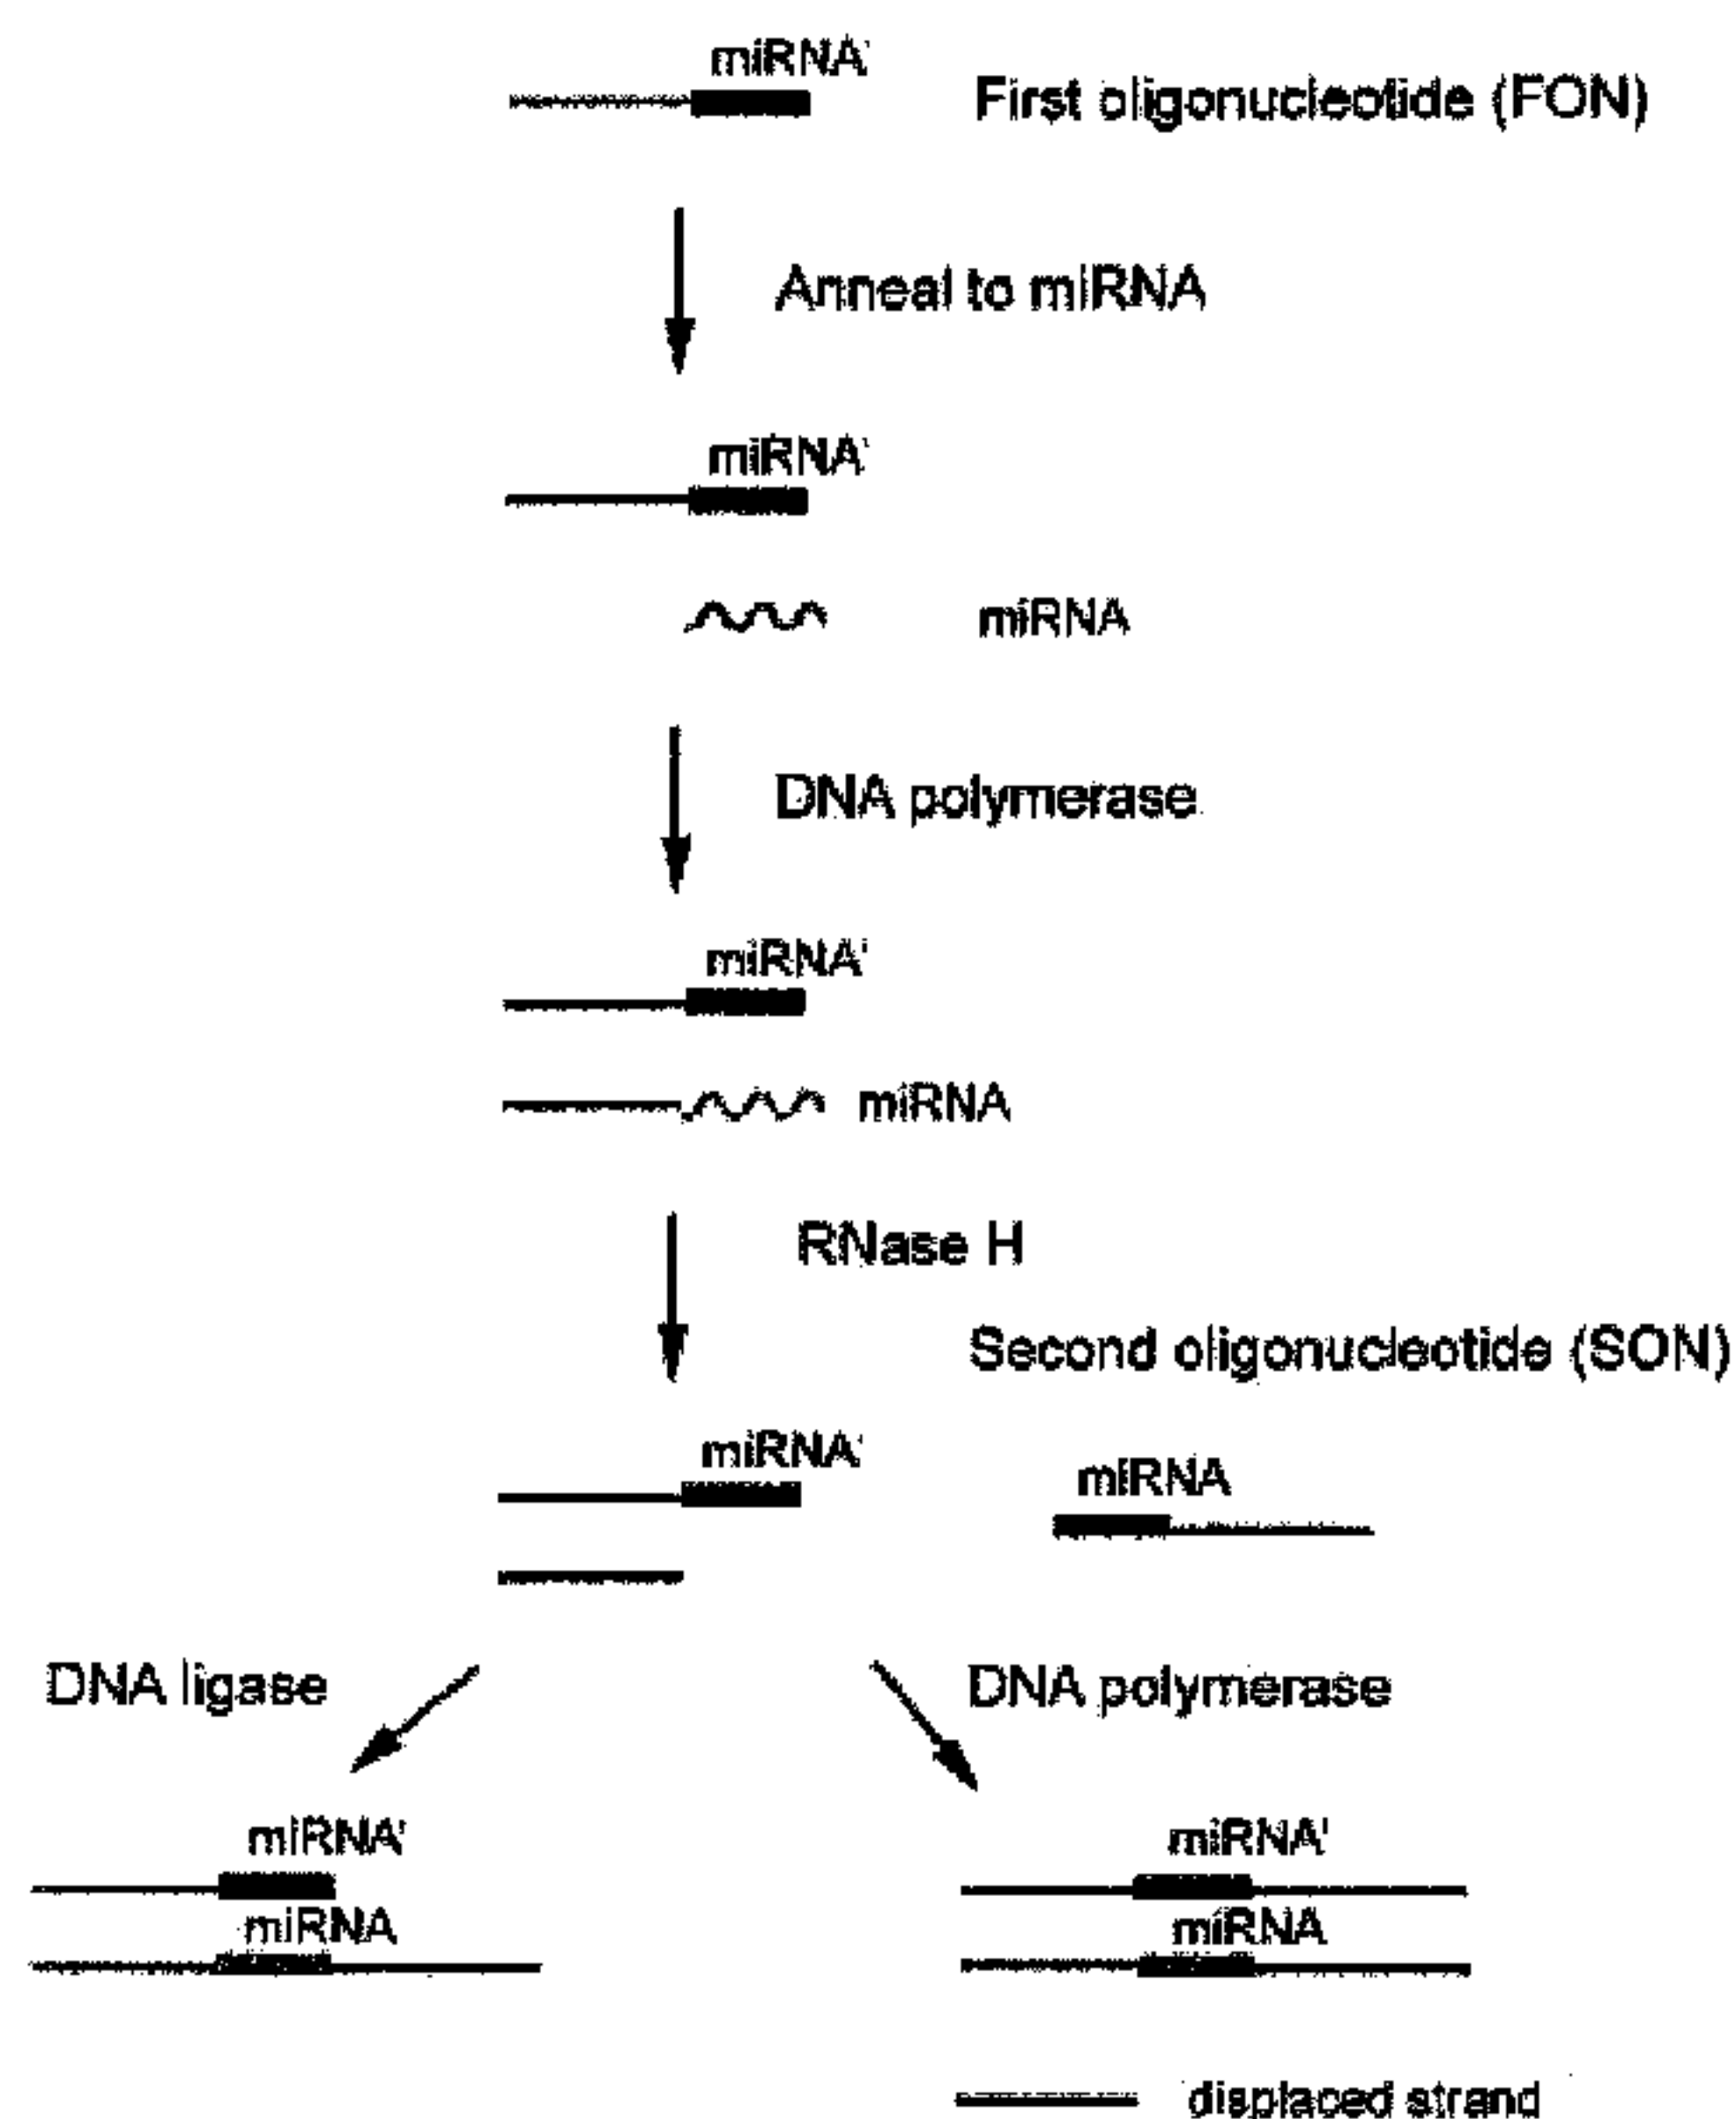 miRNA'
First oligonucleotide (FON)
Anneal to miRNA
miRNA'
miRNA
DNA polymerase
miRNA'
miRNA
RNase H
Second oligonucleotide (SON)
miRNA'
miRNA
DNA ligase
DNA polymerase
miRNA'
miRNA'
miRNA
miRNA
displaced strand